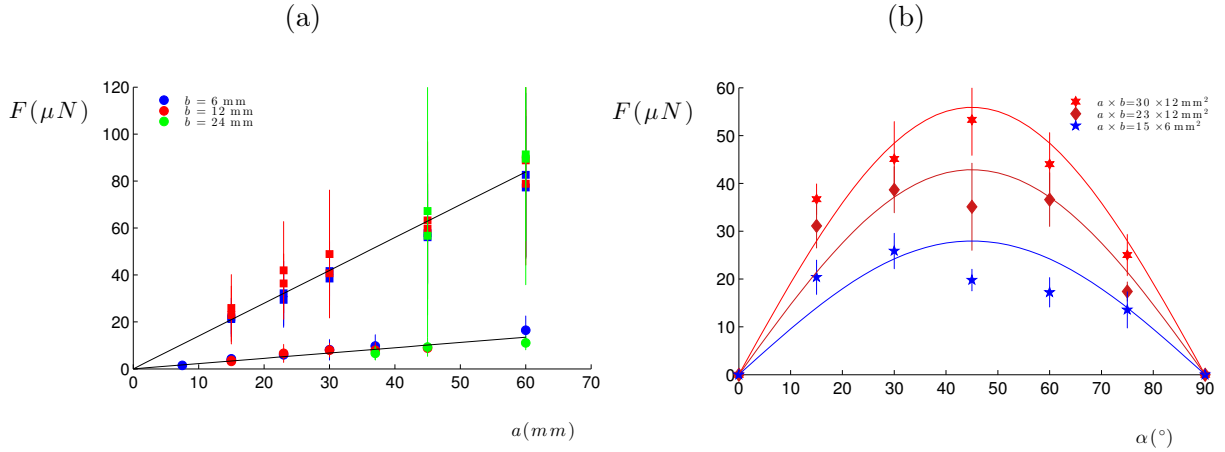 (a)
F(μN)
120
100
80
60
40
20
0
0 10 20 30 40 50 60 70
a(mm)
b = 6 mm
b = 12 mm
b = 24 mm
(b)
F(μN)
60
50
40
30
20
10
0
0 10 20 30 40 50 60 70 80 90
α(°)
a × b=30 ×12 mm²
a × b=23 ×12 mm²
a × b=15 ×6 mm²